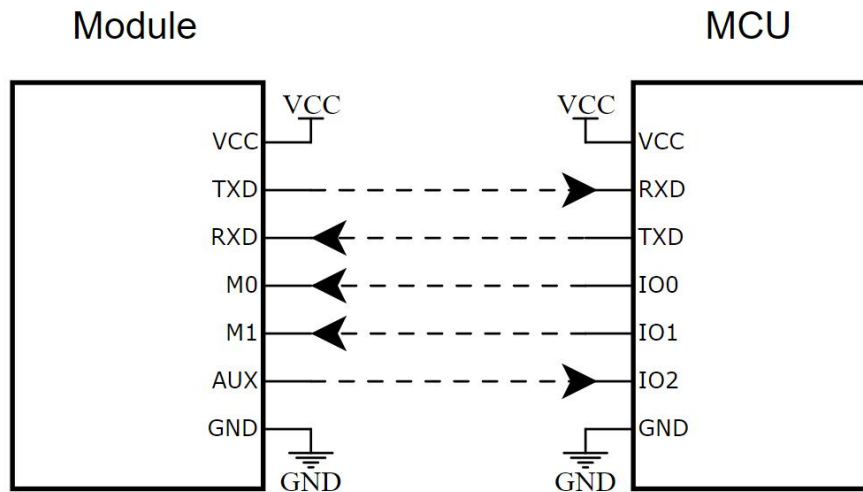 Module MCU
VCC VCC
VCC VCC
TXD RXD
RXD TXD
M0 IO0
M1 IO1
AUX IO2
GND GND
GND GND